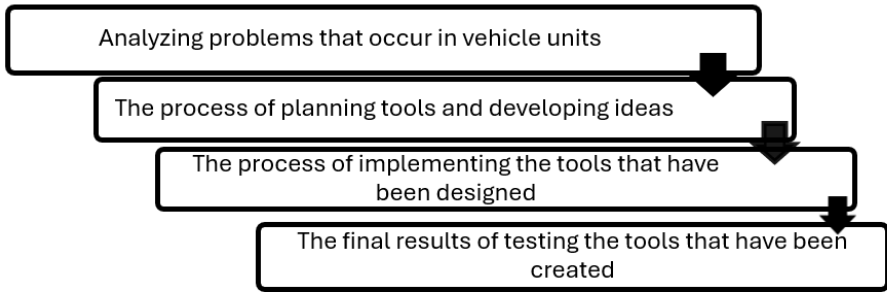 Analyzing problems that occur in vehicle units
The process of planning tools and developing ideas
The process of implementing the tools that have
been designed
The final results of testing the tools that have been
created